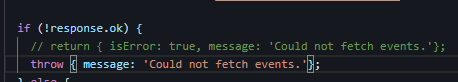 if (!response.ok) {
// return { isError: true, message: 'Could not fetch events.'};
throw { message: 'Could not fetch events.'};
} else {